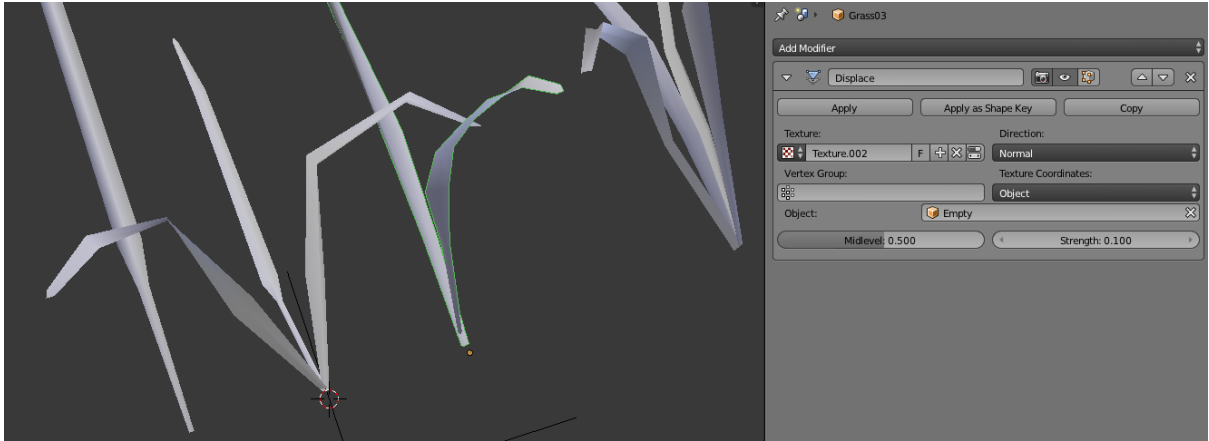 Grass03
Add Modifier
Displace
Apply
Apply as Shape Key
Copy
Texture:
Direction:
Texture.002
F
Normal
Vertex Group:
Texture Coordinates:
Object
Object:
Empty
Midlevel: 0.500
Strength: 0.100